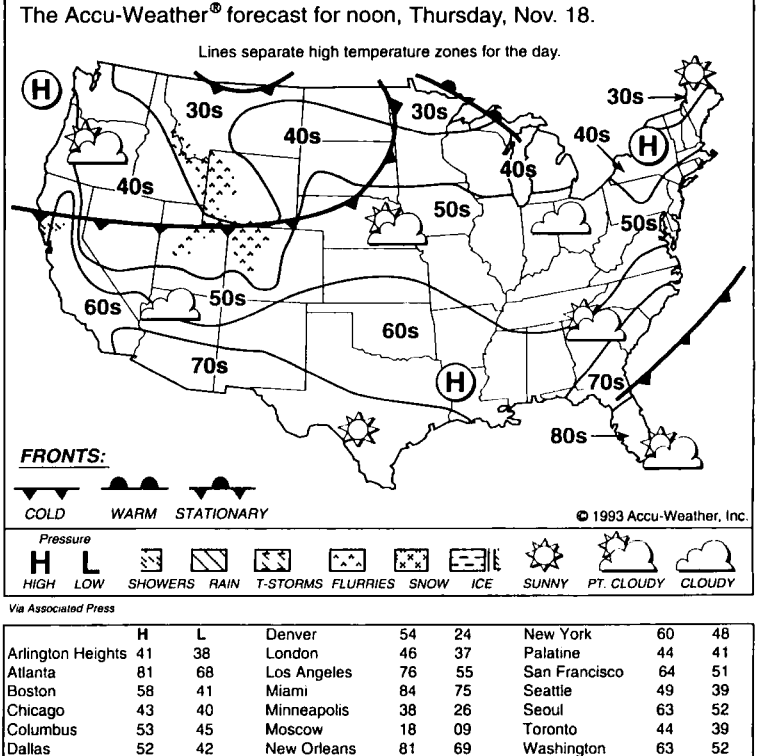 The Accu-Weather® forecast for noon, Thursday, Nov. 18.
Lines separate high temperature zones for the day.
H
30s
30s
30s
40s
40s
40s
H
40s
50s
50s
60s
50s
60s
70s
H
70s
80s
FRONTS:
COLD WARM STATIONARY
© 1993 Accu-Weather, Inc.
Pressure
H L
HIGH LOW SHOWERS RAIN T-STORMS FLURRIES SNOW ICE SUNNY PT. CLOUDY CLOUDY
Via Associated Press
H L Denver 54 24 New York 60 48
Arlington Heights 41 38 London 46 37 Palatine 44 41
Atlanta 81 68 Los Angeles 76 55 San Francisco 64 51
Boston 58 41 Miami 84 75 Seattle 49 39
Chicago 43 40 Minneapolis 38 26 Seoul 63 52
Columbus 53 45 Moscow 18 09 Toronto 44 39
Dallas 52 42 New Orleans 81 69 Washington 63 52